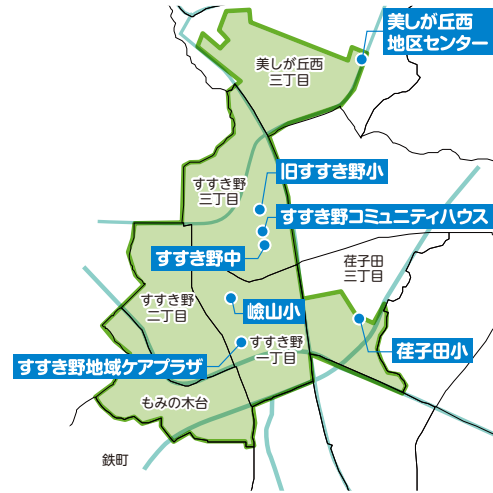 美しが丘西
地区センター
美しが丘西
三丁目
旧すすき野小
すすき野
三丁目
すすき野コミュニティハウス
すすき野中
荏子田
三丁目
すすき野
二丁目
嶮山小
すすき野
一丁目
荏子田小
すすき野地域ケアプラザ
もみの木台
鉄町